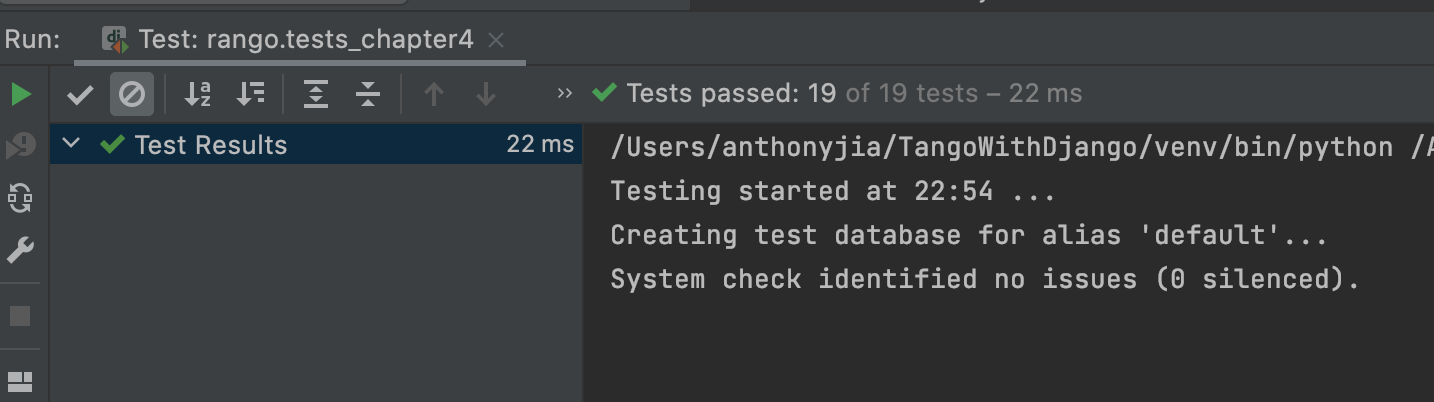 Run: Test: rango.tests_chapter4
Tests passed: 19 of 19 tests – 22 ms
Test Results 22 ms
/Users/anthonyjia/TangoWithDjango/venv/bin/python /A
Testing started at 22:54 ...
Creating test database for alias 'default'...
System check identified no issues (0 silenced).